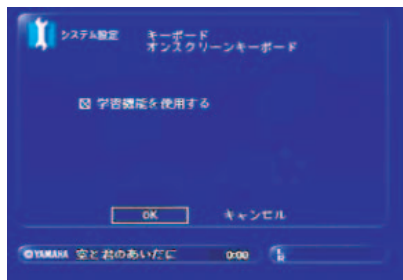 システム設定
キーボード
オンスクリーンキーボード
学習機能を使用する
OK キャンセル
YAMAHA 空と君のあいだに 0:00